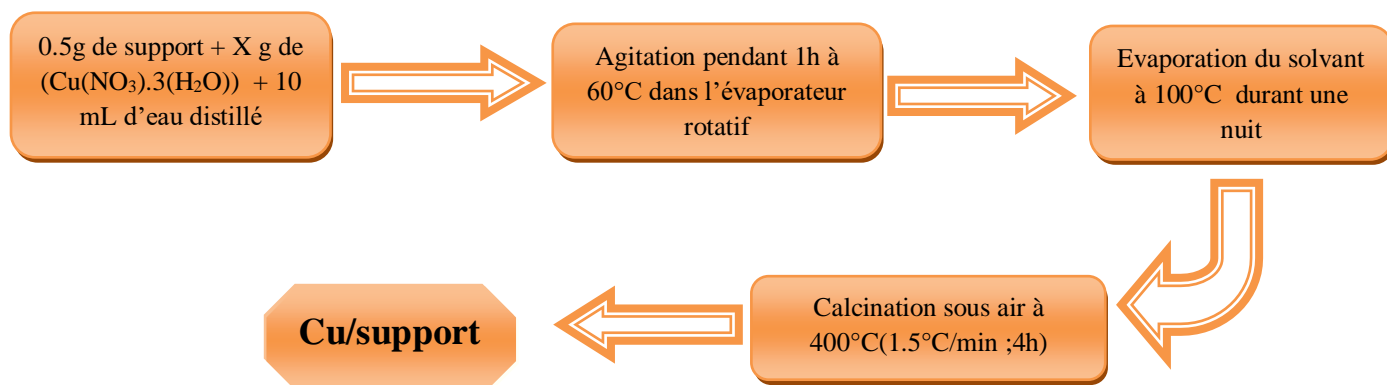 0.5g de support + X g de
(Cu(NO₃).3(H₂O)) + 10
mL d'eau distillé
Agitation pendant 1h à
60°C dans l'évaporateur
rotatif
Evaporation du solvant
à 100°C durant une
nuit
Calcination sous air à
400°C(1.5°C/min ;4h)
Cu/support